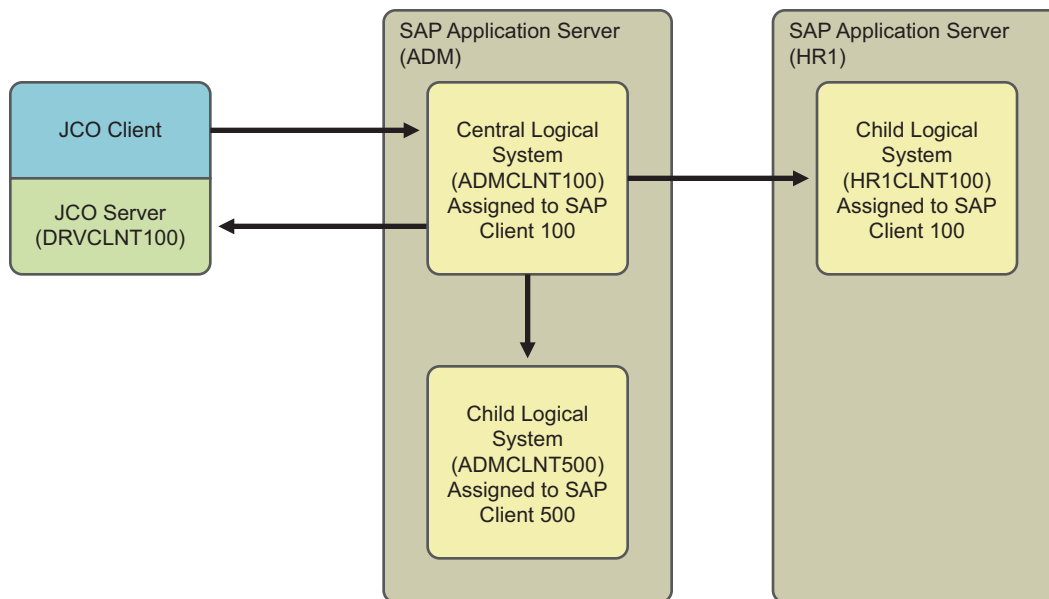 SAP Application Server
(ADM)
SAP Application Server
(HR1)
JCO Client
JCO Server
(DRVCLNT100)
Central Logical
System
(ADMCLNT100)
Assigned to SAP
Client 100
Child Logical
System
(HR1CLNT100)
Assigned to SAP
Client 100
Child Logical
System
(ADMCLNT500)
Assigned to SAP
Client 500